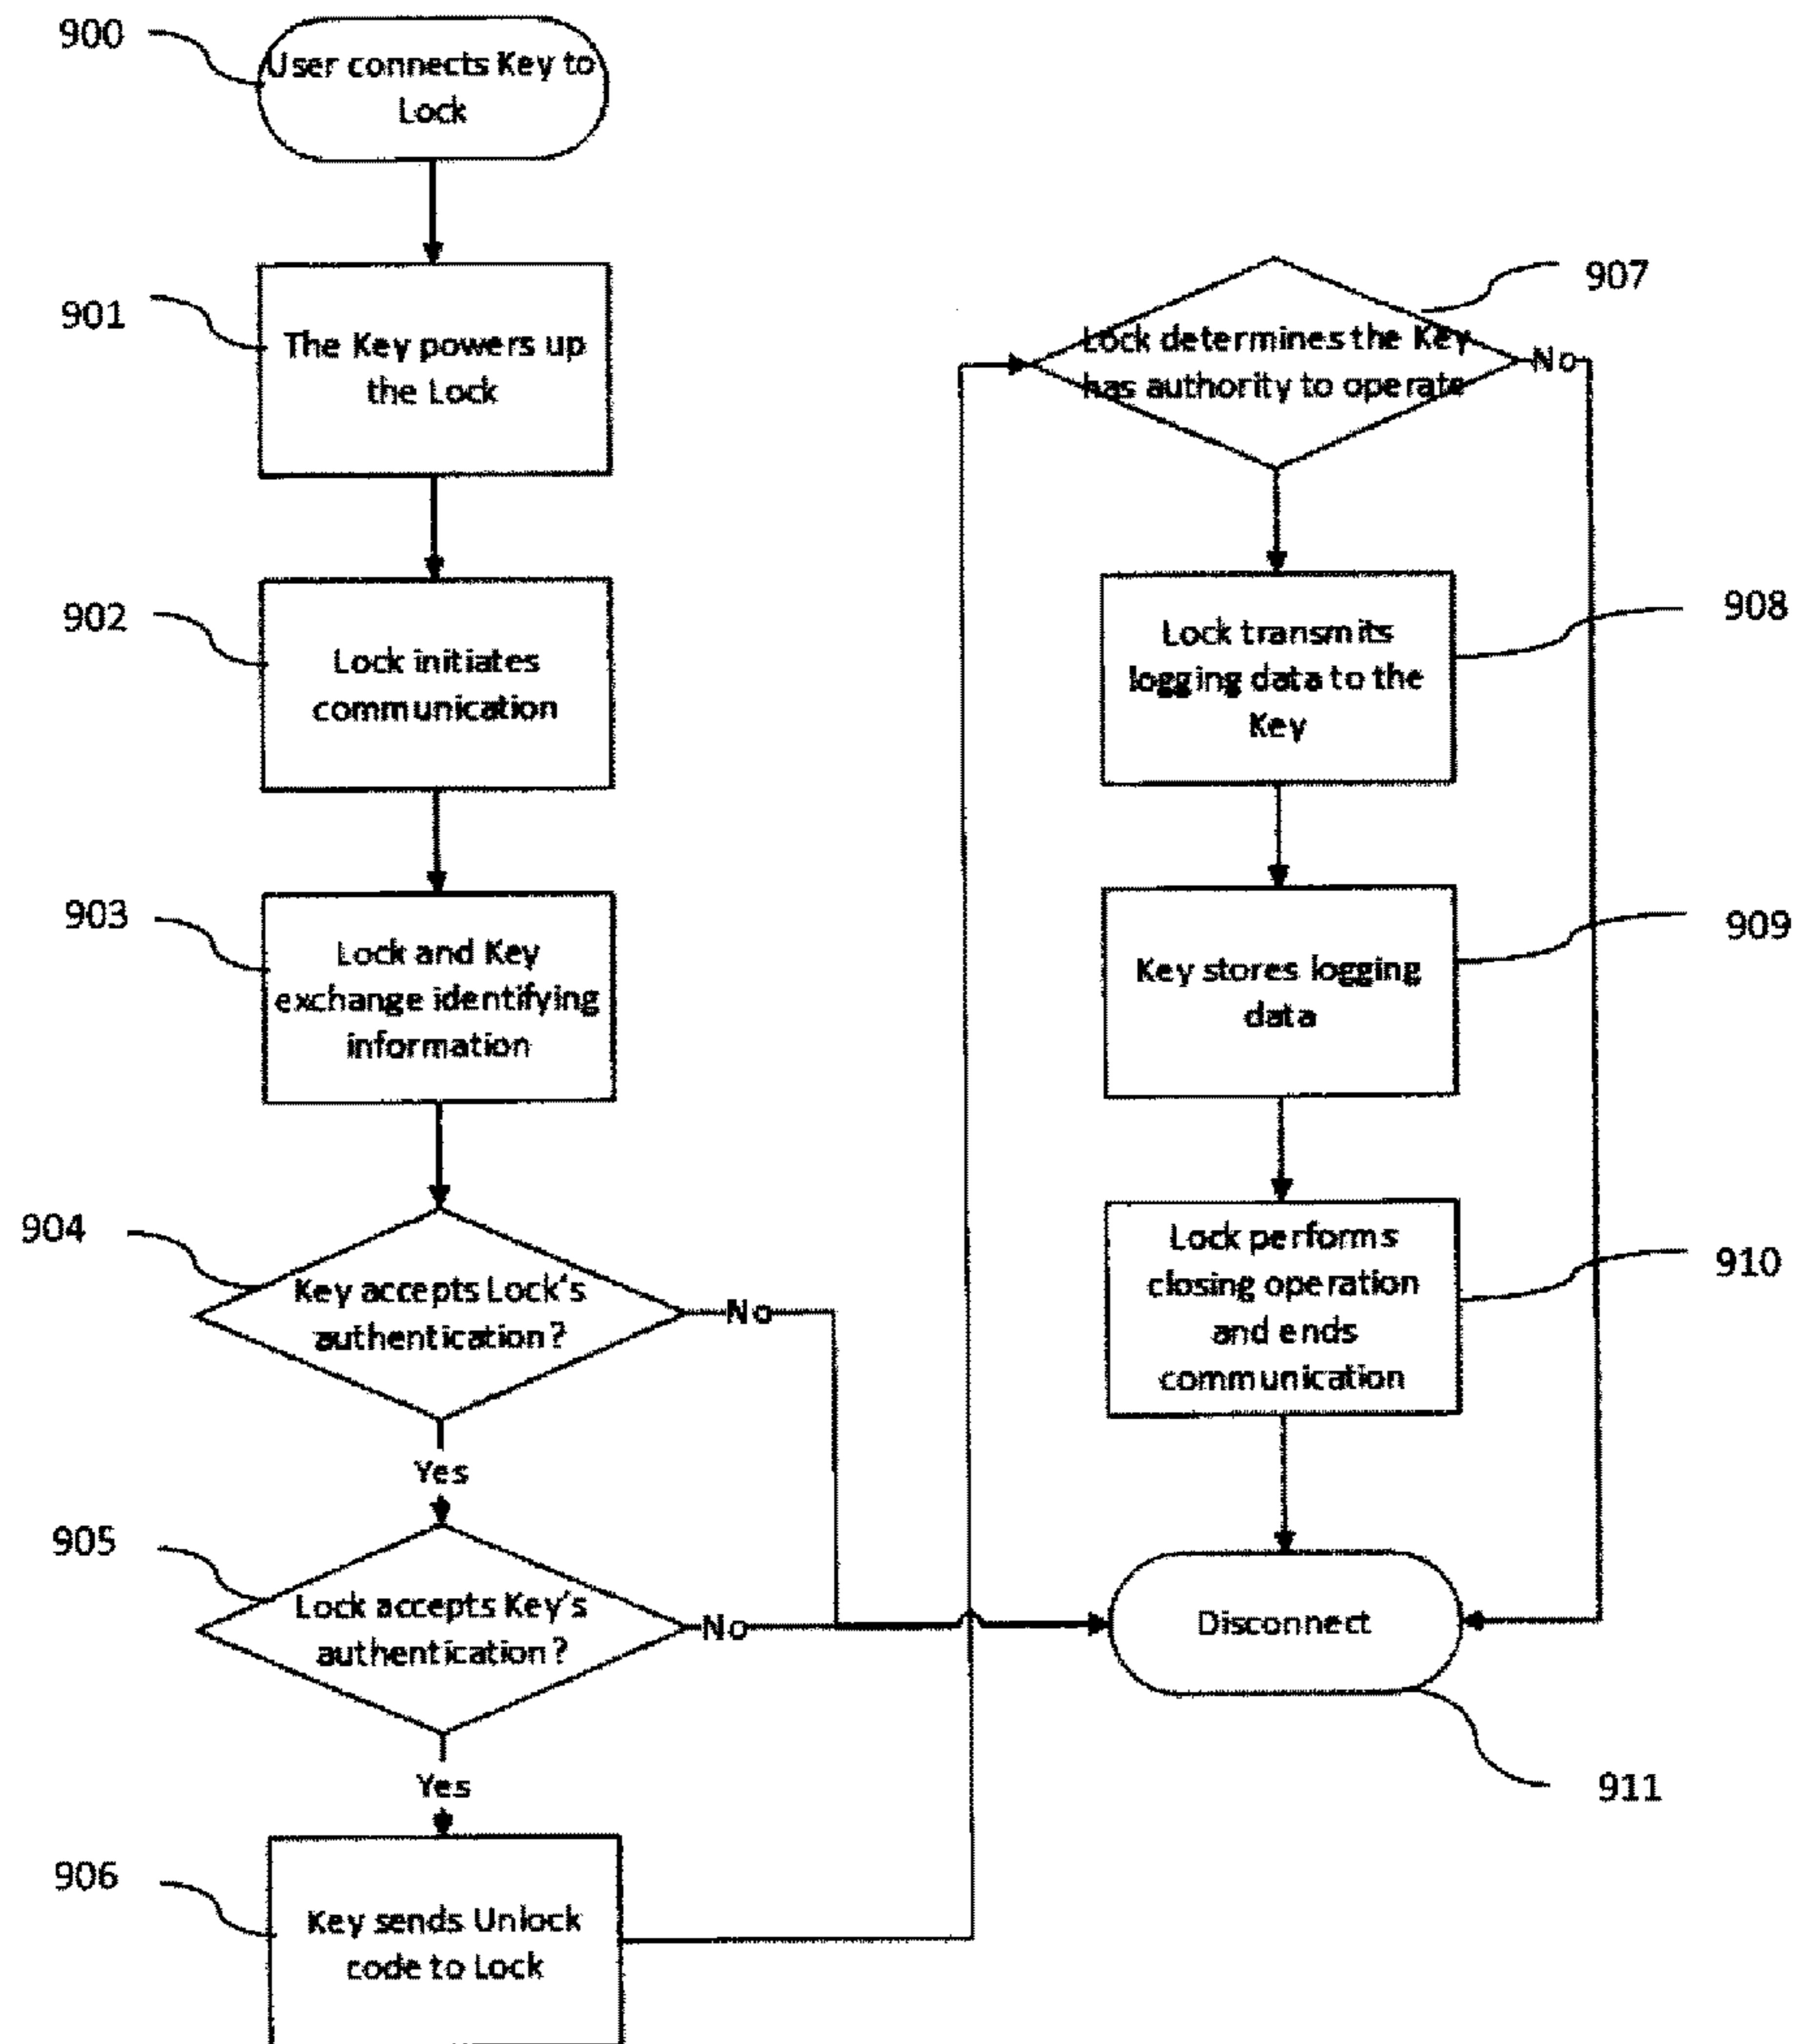 900
User connects Key to
Lock
901
The Key powers up
the Lock
902
Lock initiates
communication
903
Lock and Key
exchange identifying
information
904
Key accepts Lock's
authentication?
No
Yes
905
Lock accepts Key's
authentication?
No
Yes
906
Key sends Unlock
code to Lock
907
Lock determines the Key
has authority to operate
No
908
Lock transmits
logging data to the
Key
909
Key stores logging
data
910
Lock performs
closing operation
and ends
communication
Disconnect
911